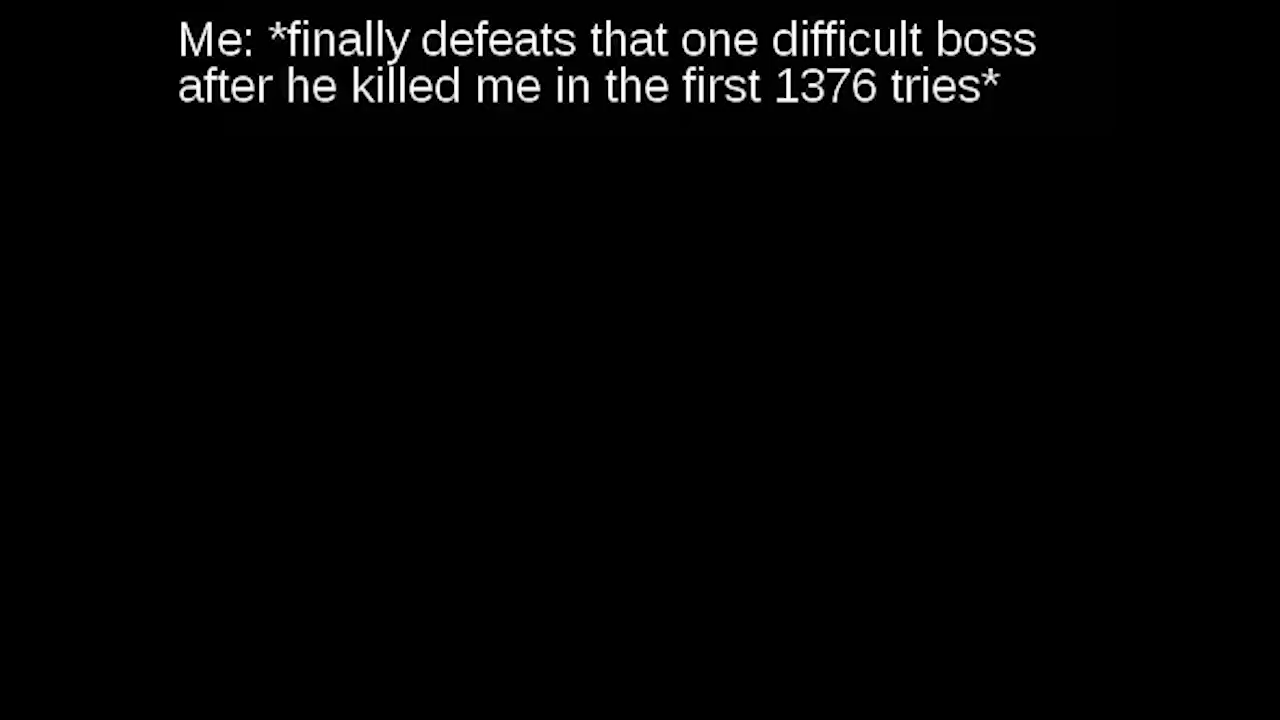 Me: *finally defeats that one difficult boss
after he killed me in the first 1376 tries*